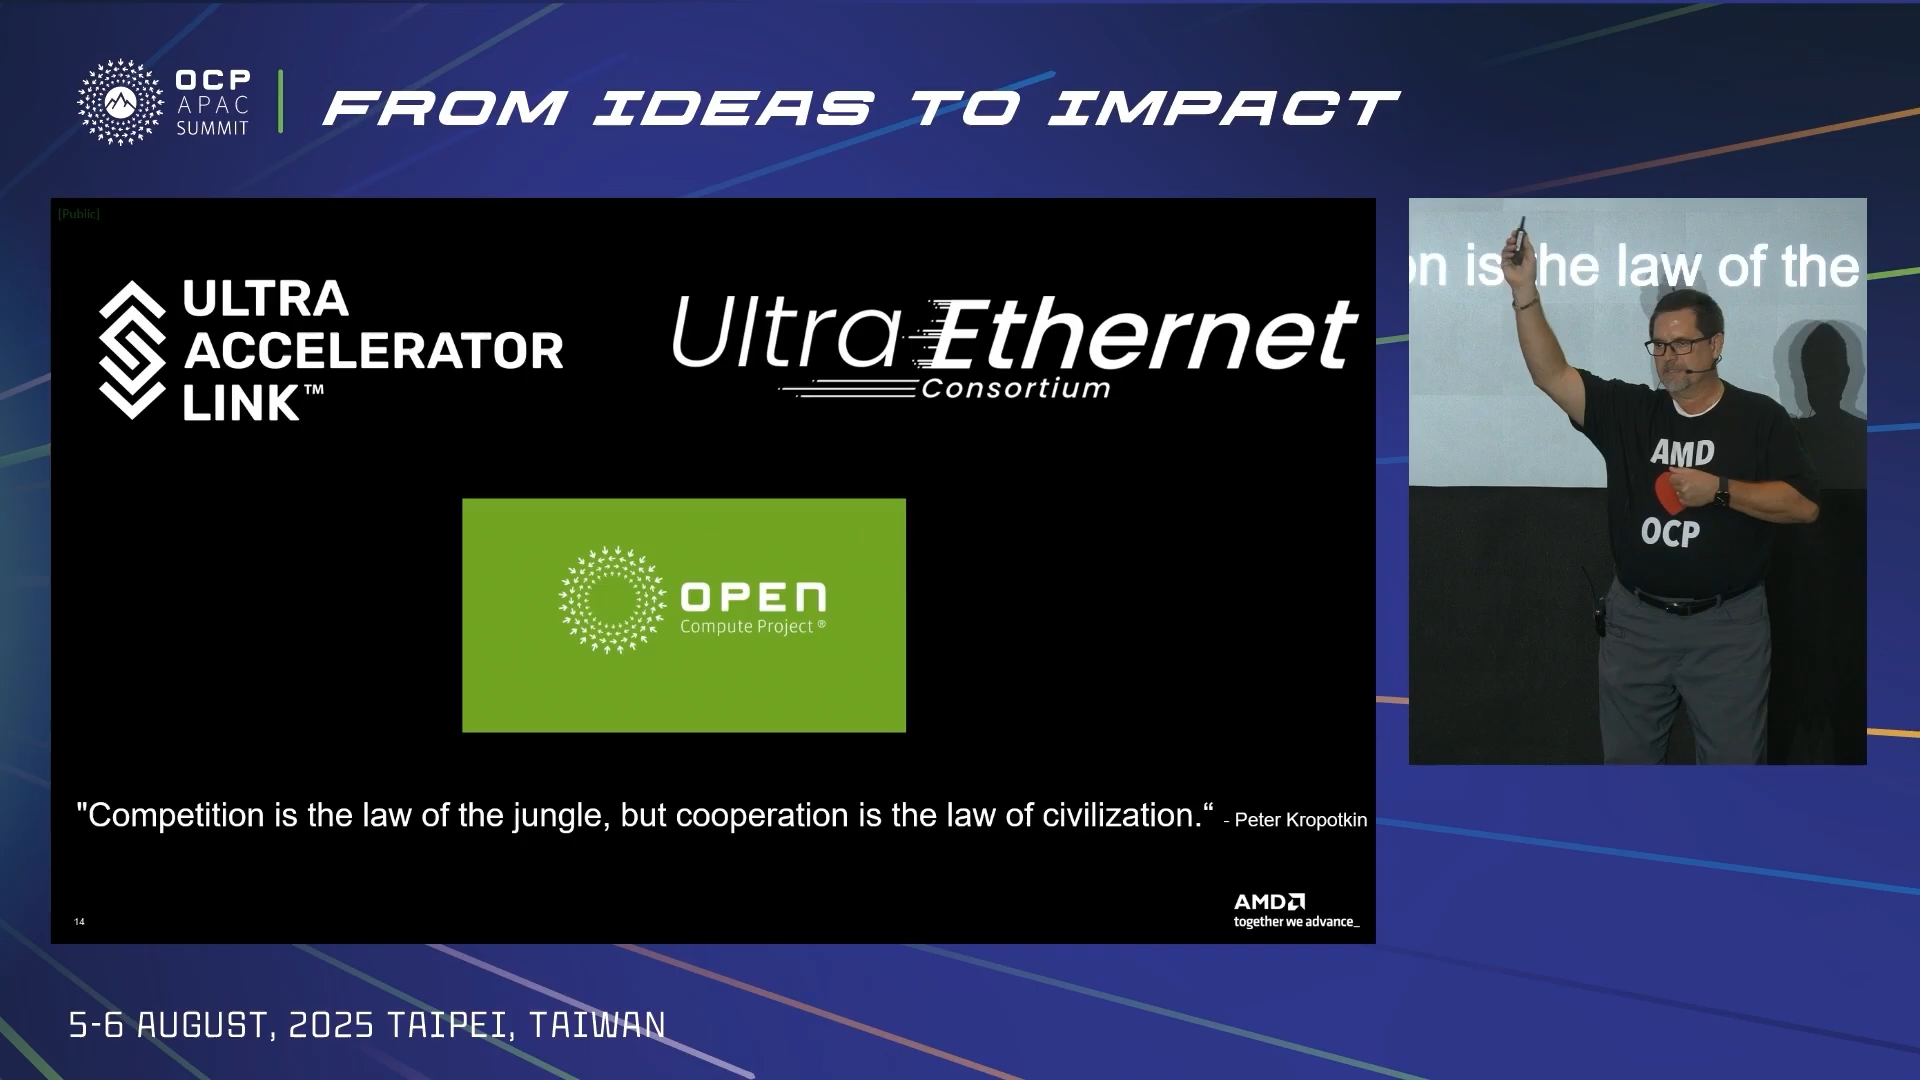 OCP
APAC
SUMMIT
FROM IDEAS TO IMPACT
[Public]
ULTRA
ACCELERATOR
LINK™
Ultra Ethernet
Consortium
OPEN
Compute Project ®
"Competition is the law of the jungle, but cooperation is the law of civilization.“ - Peter Kropotkin
14
AMD
together we advance_
on is the law of the
AMD
OCP
5-6 AUGUST, 2025 TAIPEI, TAIWAN